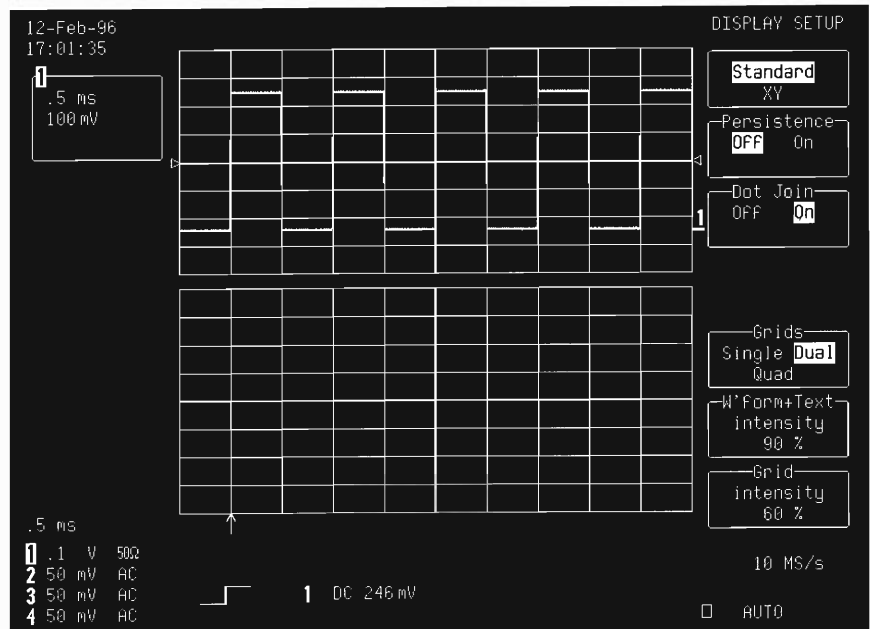 12-Feb-96
17:01:35
1
.5 ms
100 mV
DISPLAY SETUP
Standard
XY
Persistence
Off On
Dot Join
Off On
1
Grids
Single Dual
Quad
W'form+Text
intensity
90 %
Grid
intensity
60 %
.5 ms
1 .1 V 50Ω
2 50 mV AC
3 50 mV AC
4 50 mV AC
1 DC 246 mV
10 MS/s
AUTO